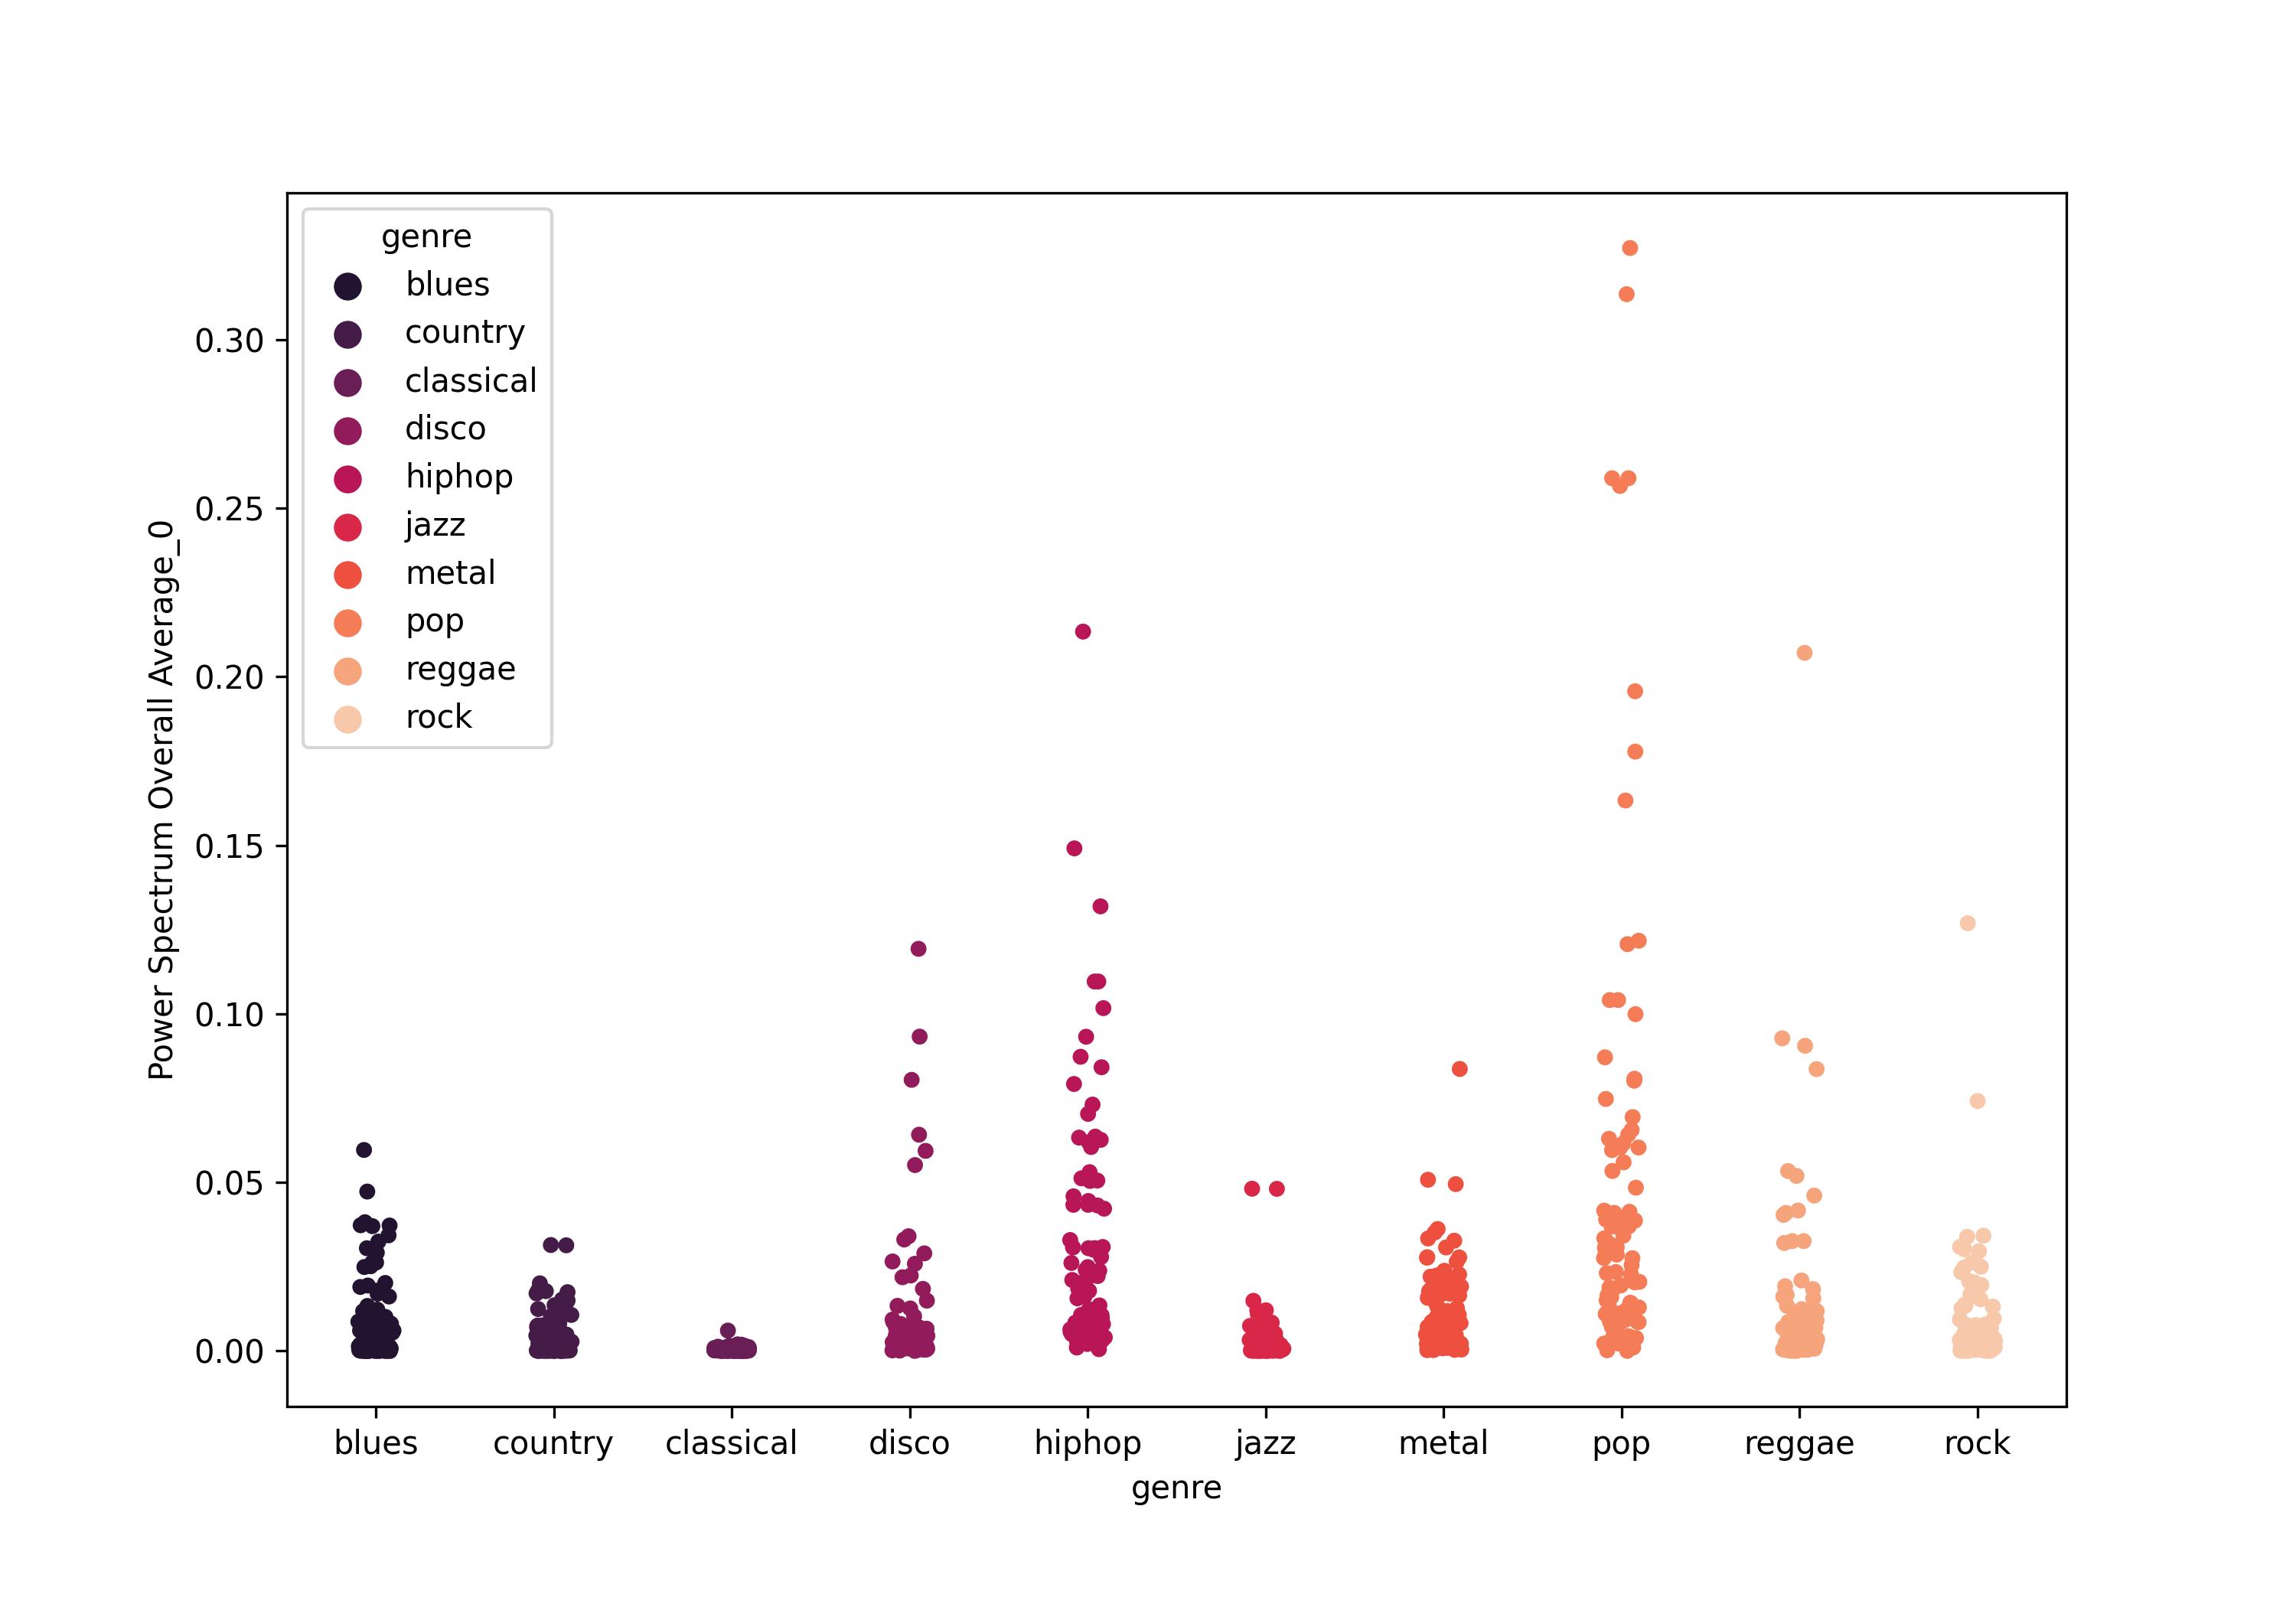 genre
blues
country
classical
disco
hiphop
jazz
metal
pop
reggae
rock
Power Spectrum Overall Average_0
0.30
0.25
0.20
0.15
0.10
0.05
0.00
blues country classical disco hiphop jazz metal pop reggae rock
genre